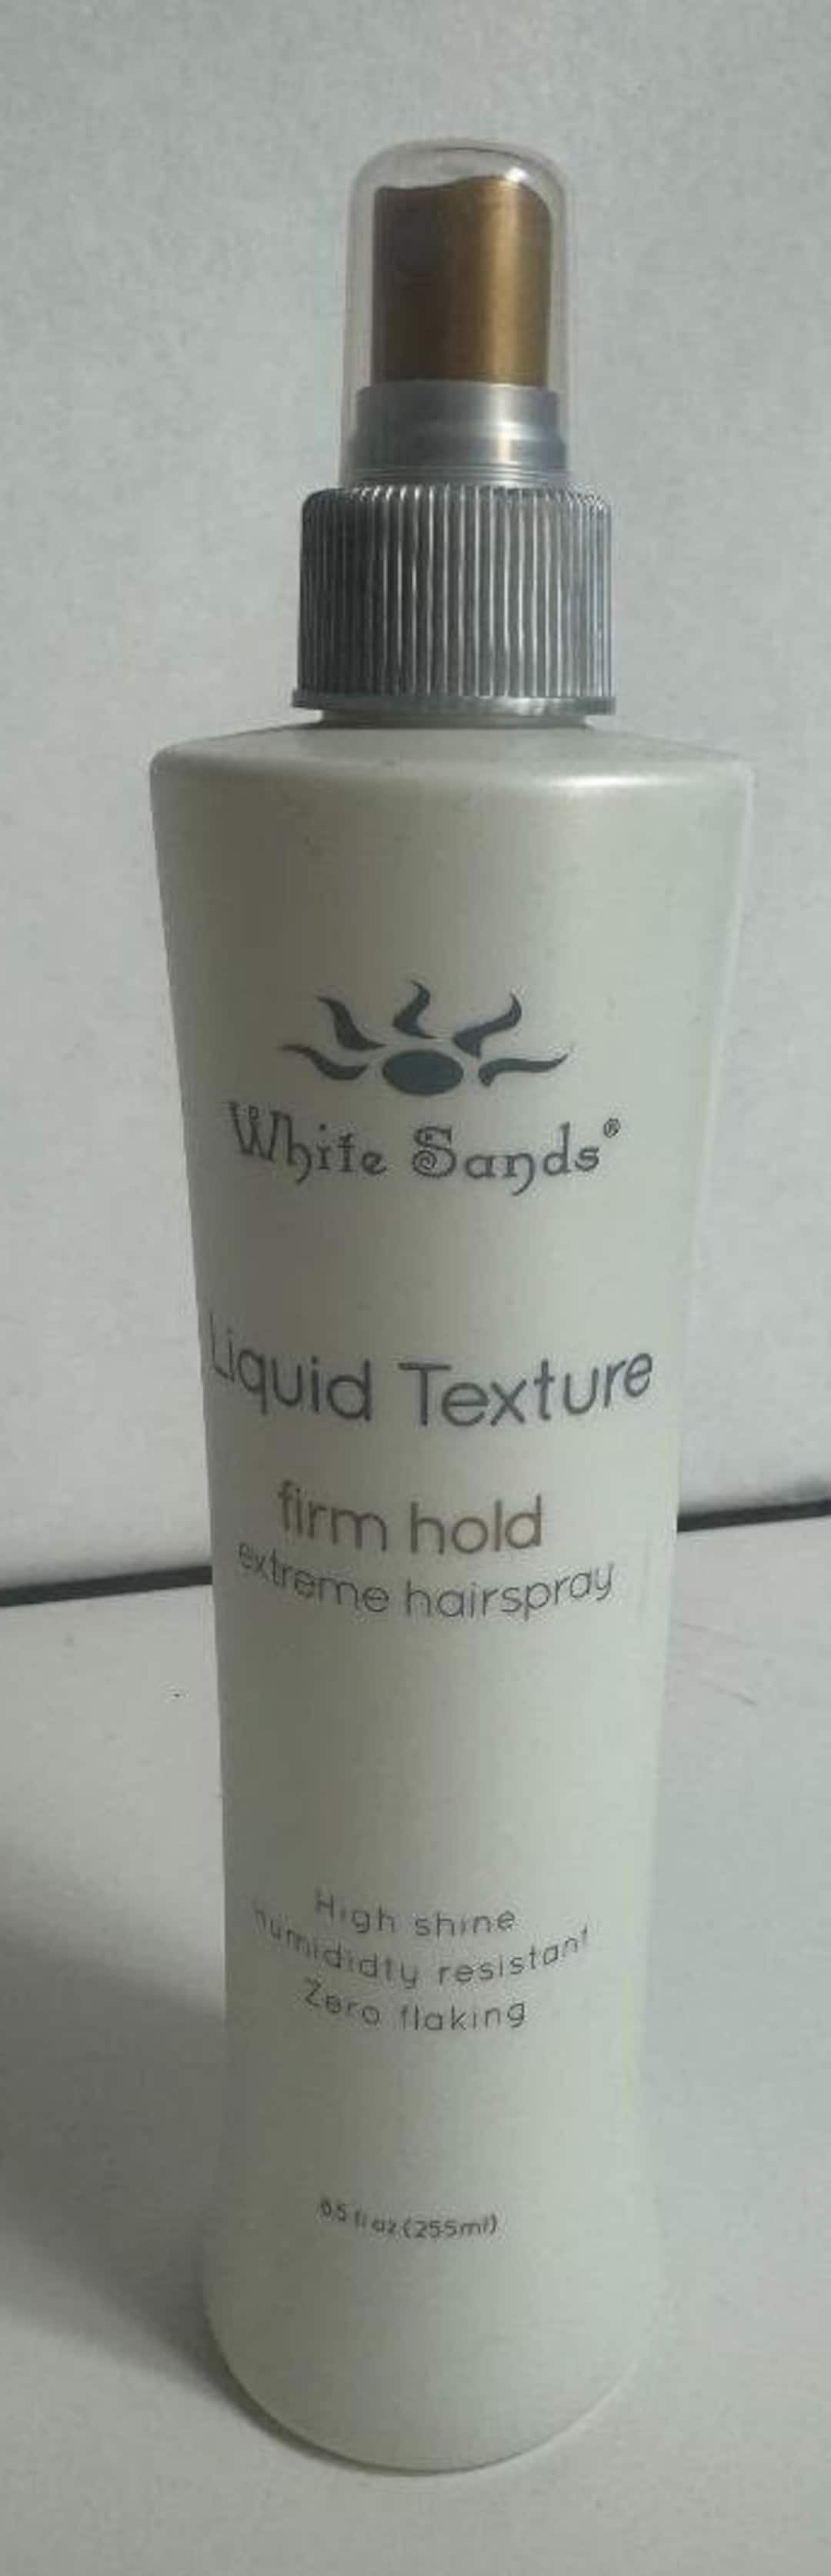 White Sands®
Liquid Texture
firm hold
extreme hairspray
High shine
humididty resistant
Zero flaking
8.5 fl oz (255ml)